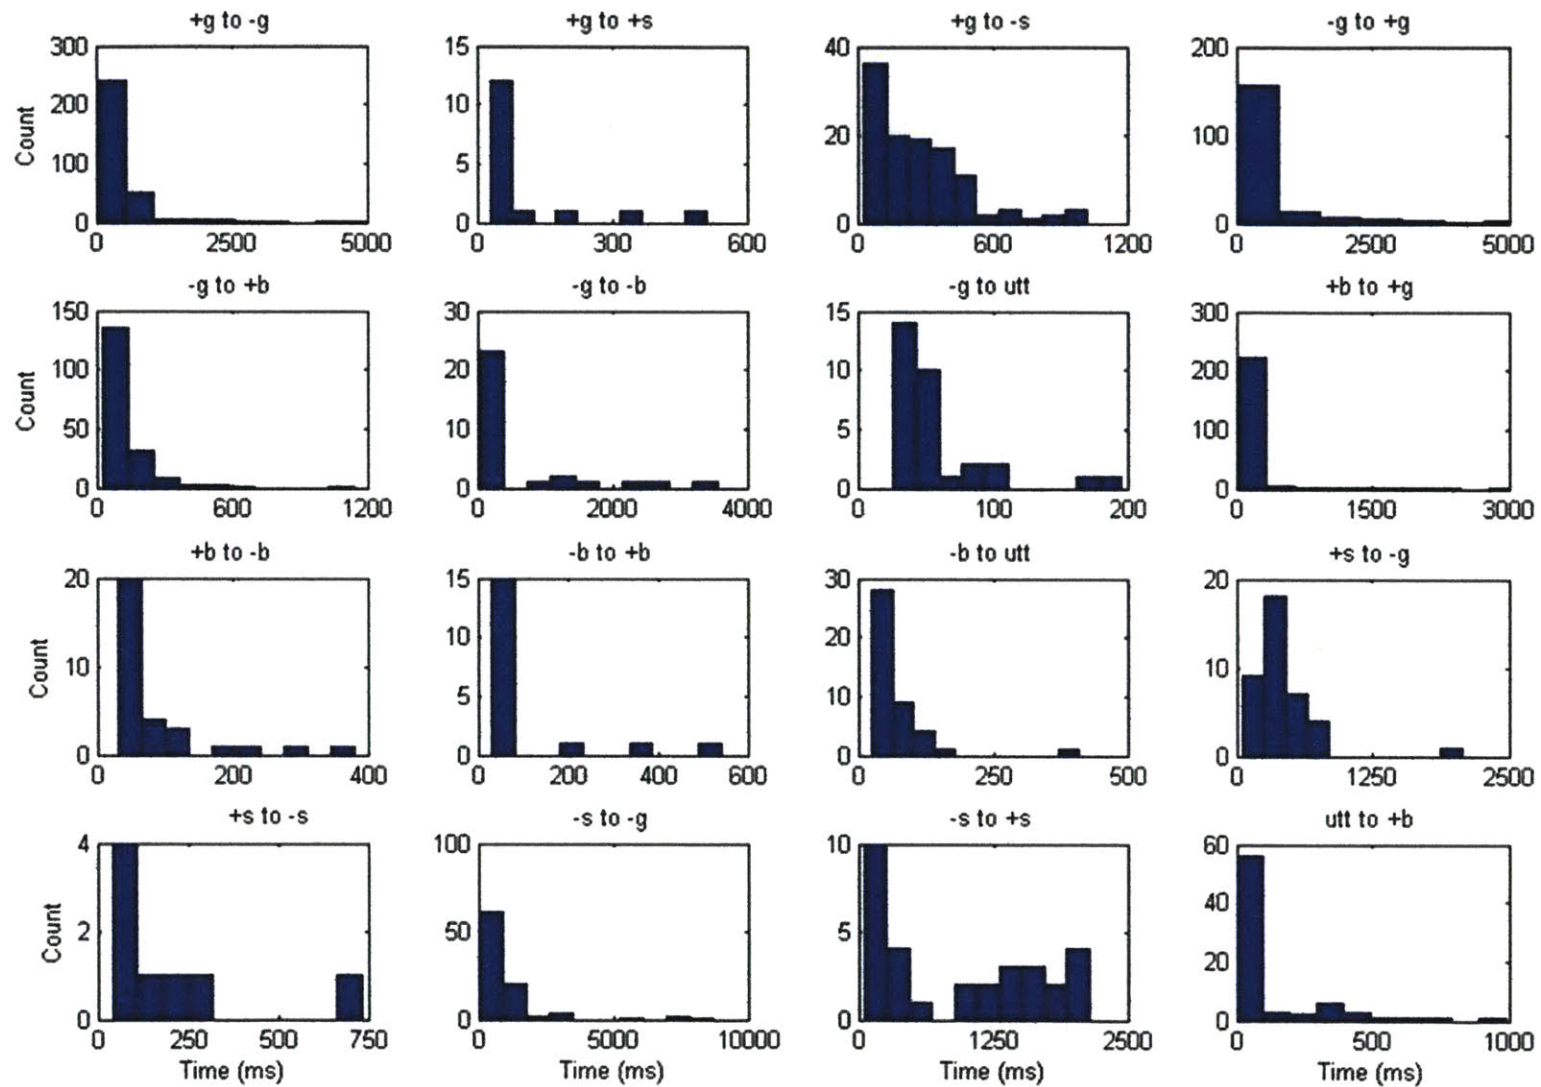 +g to -g
+g to +s
+g to -s
-g to +g
300
200
100
0
Count
0 2500 5000
15
10
5
0
0 300 600
40
20
0
0 600 1200
200
100
0
0 2500 5000
-g to +b
-g to -b
-g to utt
+b to +g
150
100
50
0
Count
0 600 1200
30
20
10
0
0 2000 4000
15
10
5
0
0 100 200
300
200
100
0
0 1500 3000
+b to -b
-b to +b
-b to utt
+s to -g
20
10
0
Count
0 200 400
15
10
5
0
0 200 400 600
30
20
10
0
0 250 500
20
10
0
0 1250 2500
+s to -s
-s to -g
-s to +s
utt to +b
4
2
0
Count
0 250 500 750
Time (ms)
100
50
0
0 5000 10000
Time (ms)
10
5
0
0 1250 2500
Time (ms)
60
40
20
0
0 500 1000
Time (ms)